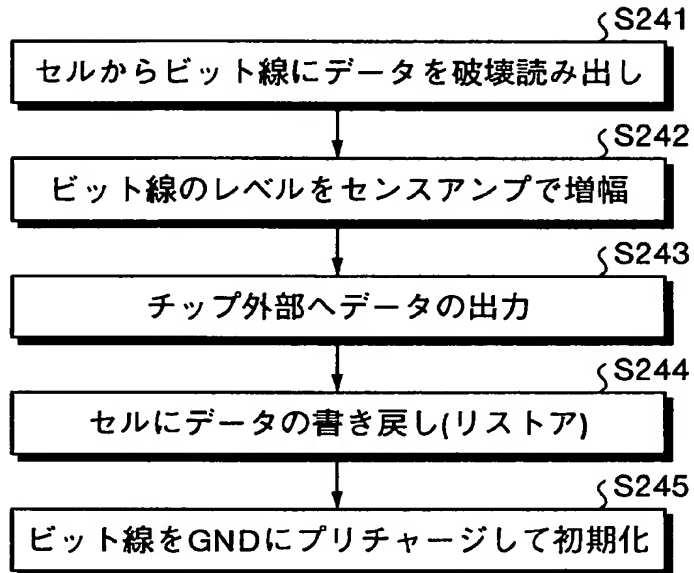 S241
セルからビット線にデータを破壊読み出し
S242
ビット線のレベルをセンスアンプで増幅
S243
チップ外部へデータの出力
S244
セルにデータの書き戻し(リストア)
S245
ビット線をGNDにプリチャージして初期化